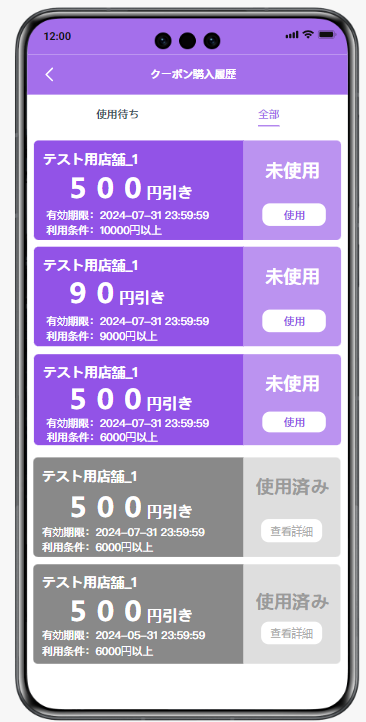 12:00
クーポン購入履歴
使用待ち 全部
テスト用店舗_1
５００円引き
有効期限：2024-07-31 23:59:59
利用条件：10000円以上
未使用
使用
テスト用店舗_1
９０円引き
有効期限：2024-07-31 23:59:59
利用条件：9000円以上
未使用
使用
テスト用店舗_1
５００円引き
有効期限：2024-07-31 23:59:59
利用条件：6000円以上
未使用
使用
テスト用店舗_1
５００円引き
有効期限：2024-07-31 23:59:59
利用条件：6000円以上
使用済み
查看詳細
テスト用店舗_1
５００円引き
有効期限：2024-05-31 23:59:59
利用条件：6000円以上
使用済み
查看詳細